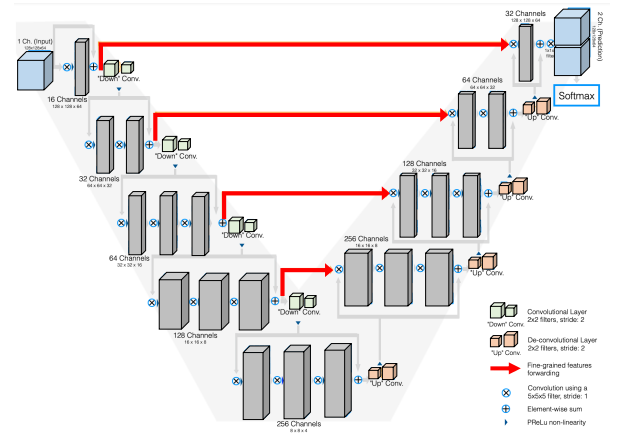 1 Ch. (Input)
128x128x64
32 Channels
128 x 128 x 64
2 Ch. (Prediction)
128x128x64
"Down" Conv.
16 Channels
128 x 128 x 64
64 Channels
64 x 64 x 32
Softmax
"Up" Conv.
"Down" Conv.
32 Channels
64 x 64 x 32
128 Channels
32 x 32 x 16
"Up" Conv.
"Down" Conv.
64 Channels
32 x 32 x 16
256 Channels
16 x 16 x 8
"Up" Conv.
"Down" Conv.
128 Channels
16 x 16 x 8
"Up" Conv.
256 Channels
8 x 8 x 4
"Down" Conv.
Convolutional Layer
2x2 filters, stride: 2
"Up" Conv.
De-convolutional Layer
2x2 filters, stride: 2
Fine-grained features
forwarding
Convolution using a
5x5x5 filter, stride: 1
Element-wise sum
PReLu non-linearity